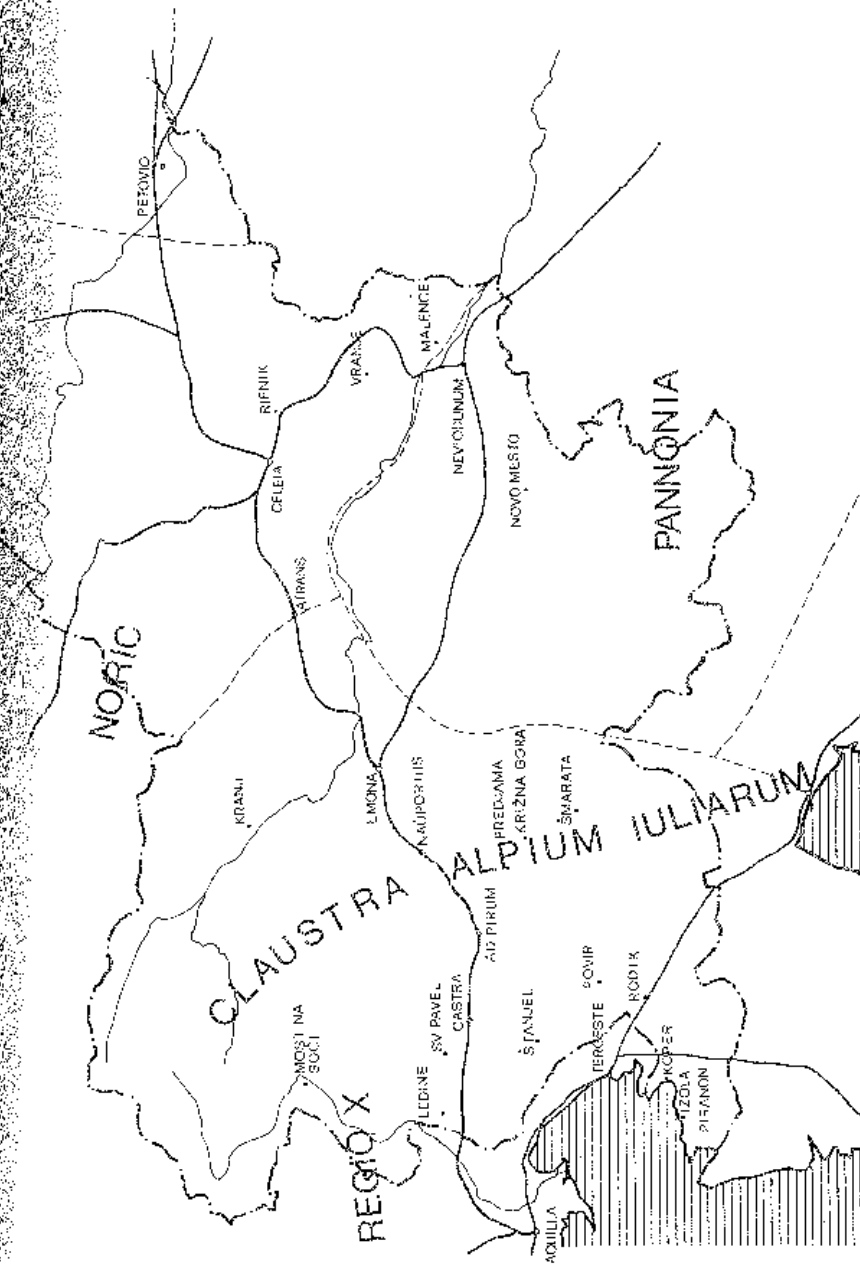 PETOVIO
RIFNIK
CELEIA
ATRANS
VRANJE
MALENCE
NEVIODUNUM
NOVO MESTO
PANNONIA
NORIC
KRANJ
EMONA
NAUPORTUS
PREDJAMA
KRIŽNA GORA
ŠMARATA
CLAUSTRA ALPIUM IULIARUM
AD PIRUM
MOST NA
SOČI
SV PAVEL
CASTRA
LEDINE
REGIO X
ŠTANJEL
POVIR
RODIK
TERGESTE
KOPER
IZOLA
PIRANON
AQUILIA